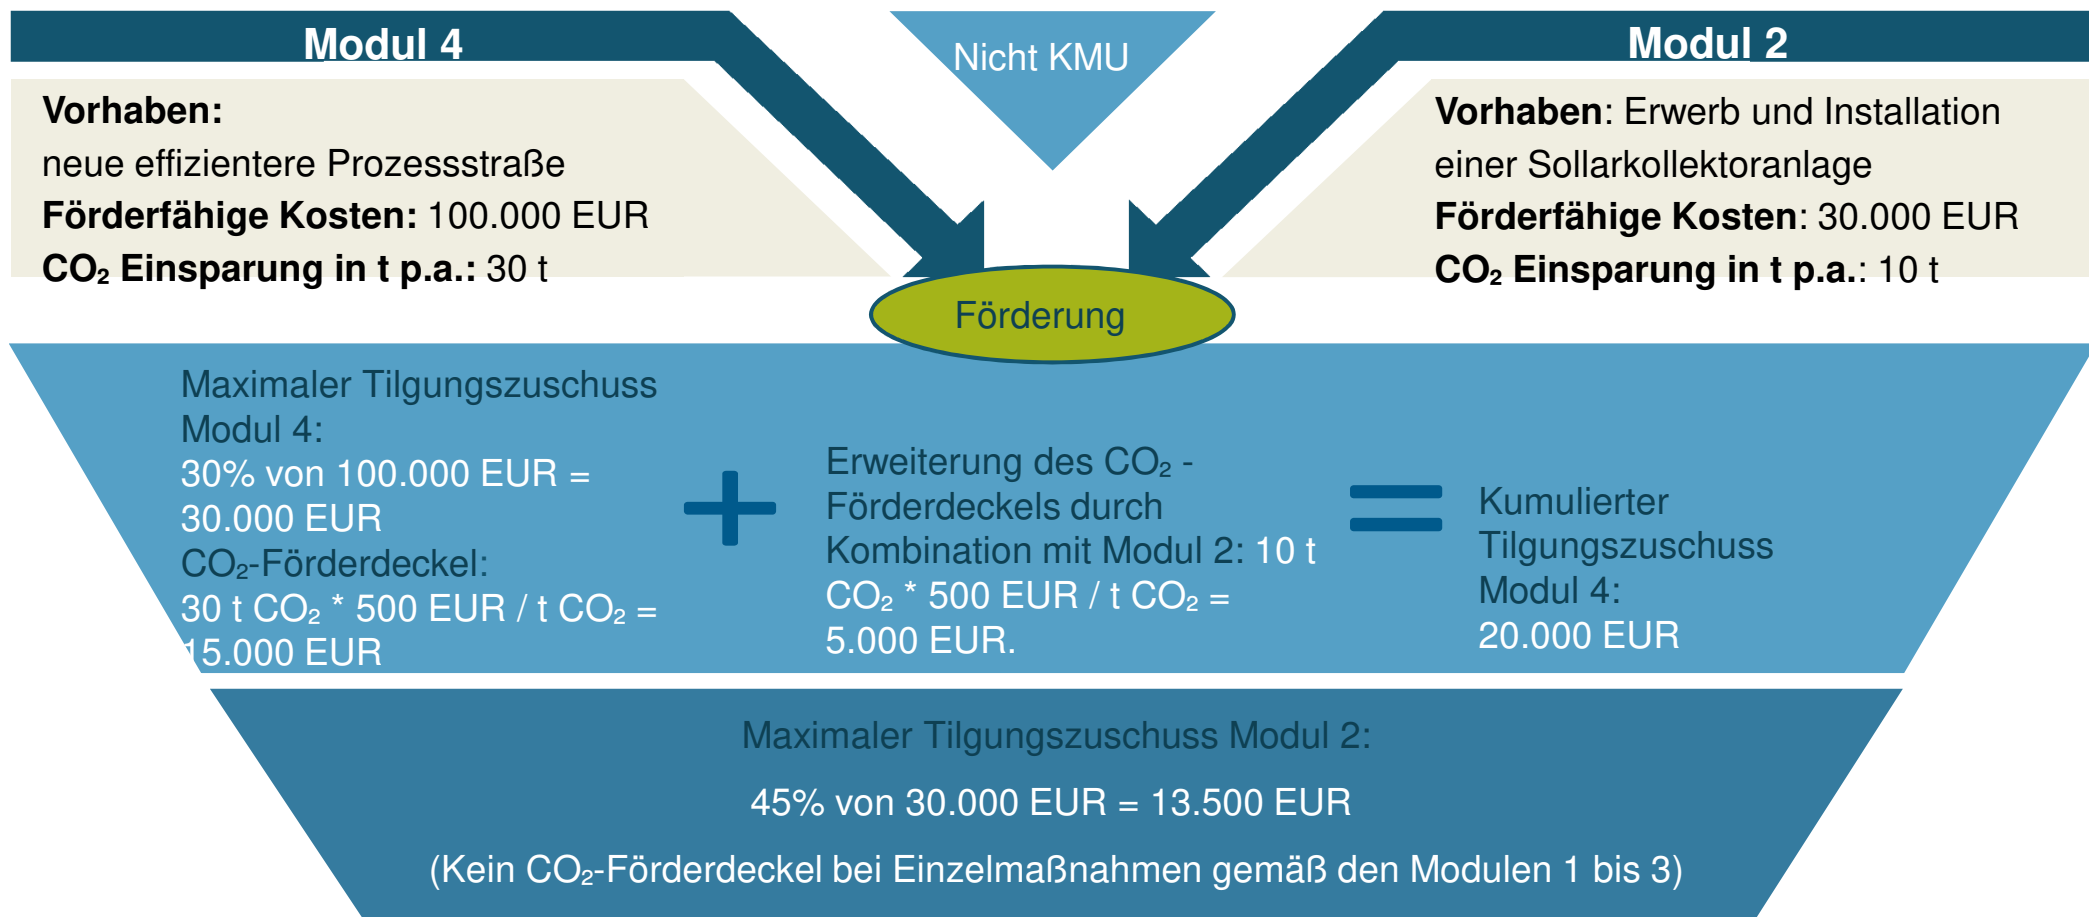 Modul 4
Nicht KMU
Modul 2
Vorhaben:
neue effizientere Prozessstraße
Förderfähige Kosten: 100.000 EUR
CO₂ Einsparung in t p.a.: 30 t
Vorhaben: Erwerb und Installation
einer Sollarkollektoranlage
Förderfähige Kosten: 30.000 EUR
CO₂ Einsparung in t p.a.: 10 t
Förderung
Maximaler Tilgungszuschuss
Modul 4:
30% von 100.000 EUR =
30.000 EUR
CO₂-Förderdeckel:
30 t CO₂ * 500 EUR / t CO₂ =
15.000 EUR
+
Erweiterung des CO₂ -
Förderdeckels durch
Kombination mit Modul 2: 10 t
CO₂ * 500 EUR / t CO₂ =
5.000 EUR.
=
Kumulierter
Tilgungszuschuss
Modul 4:
20.000 EUR
Maximaler Tilgungszuschuss Modul 2:
45% von 30.000 EUR = 13.500 EUR
(Kein CO₂-Förderdeckel bei Einzelmaßnahmen gemäß den Modulen 1 bis 3)